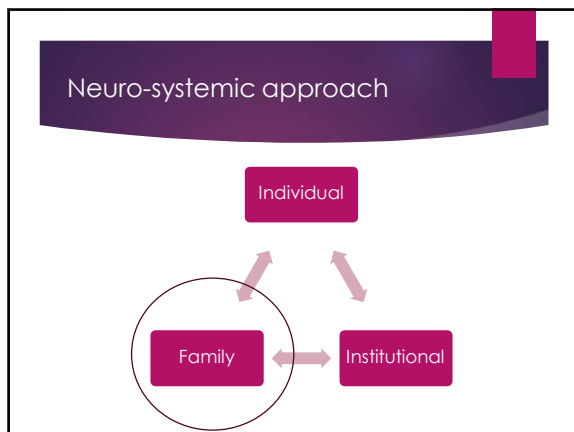 Neuro-systemic approach
Individual
Family
Institutional